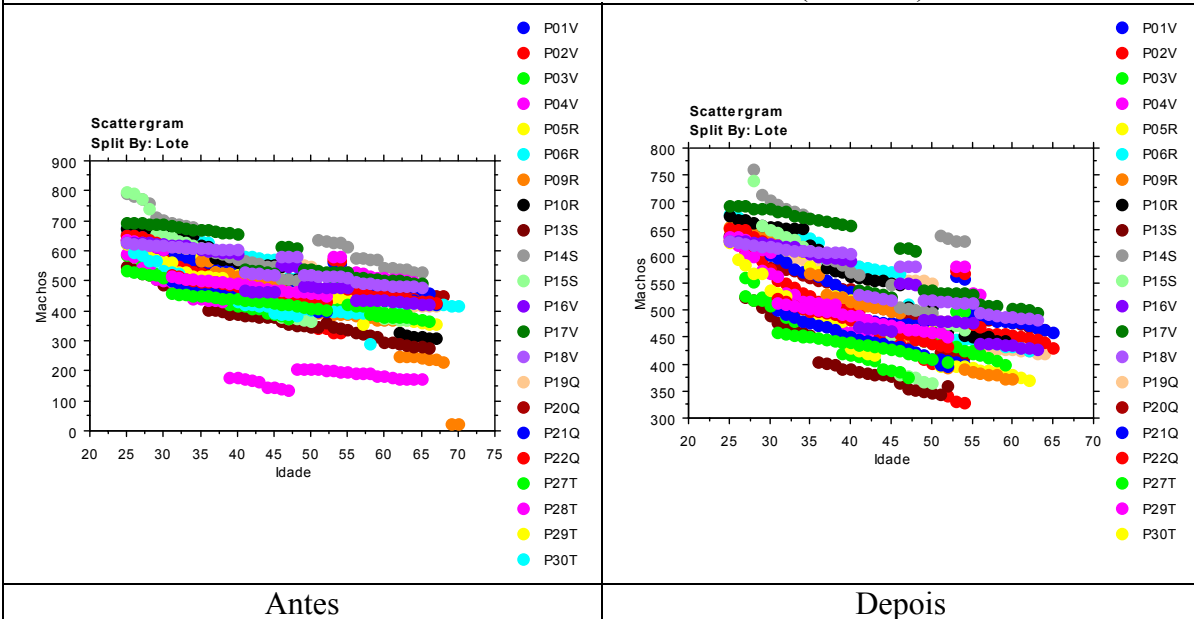 Scattergram
Split By: Lote
900
800
700
600
500
400
300
200
100
0
Machos
20 25 30 35 40 45 50 55 60 65 70 75
Idade
P01V
P02V
P03V
P04V
P05R
P06R
P09R
P10R
P13S
P14S
P15S
P16V
P17V
P18V
P19Q
P20Q
P21Q
P22Q
P27T
P28T
P29T
P30T
Antes
Scattergram
Split By: Lote
800
750
700
650
600
550
500
450
400
350
300
Machos
20 25 30 35 40 45 50 55 60 65 70
Idade
P01V
P02V
P03V
P04V
P05R
P06R
P09R
P10R
P13S
P14S
P15S
P16V
P17V
P18V
P19Q
P20Q
P21Q
P22Q
P27T
P29T
P30T
Depois